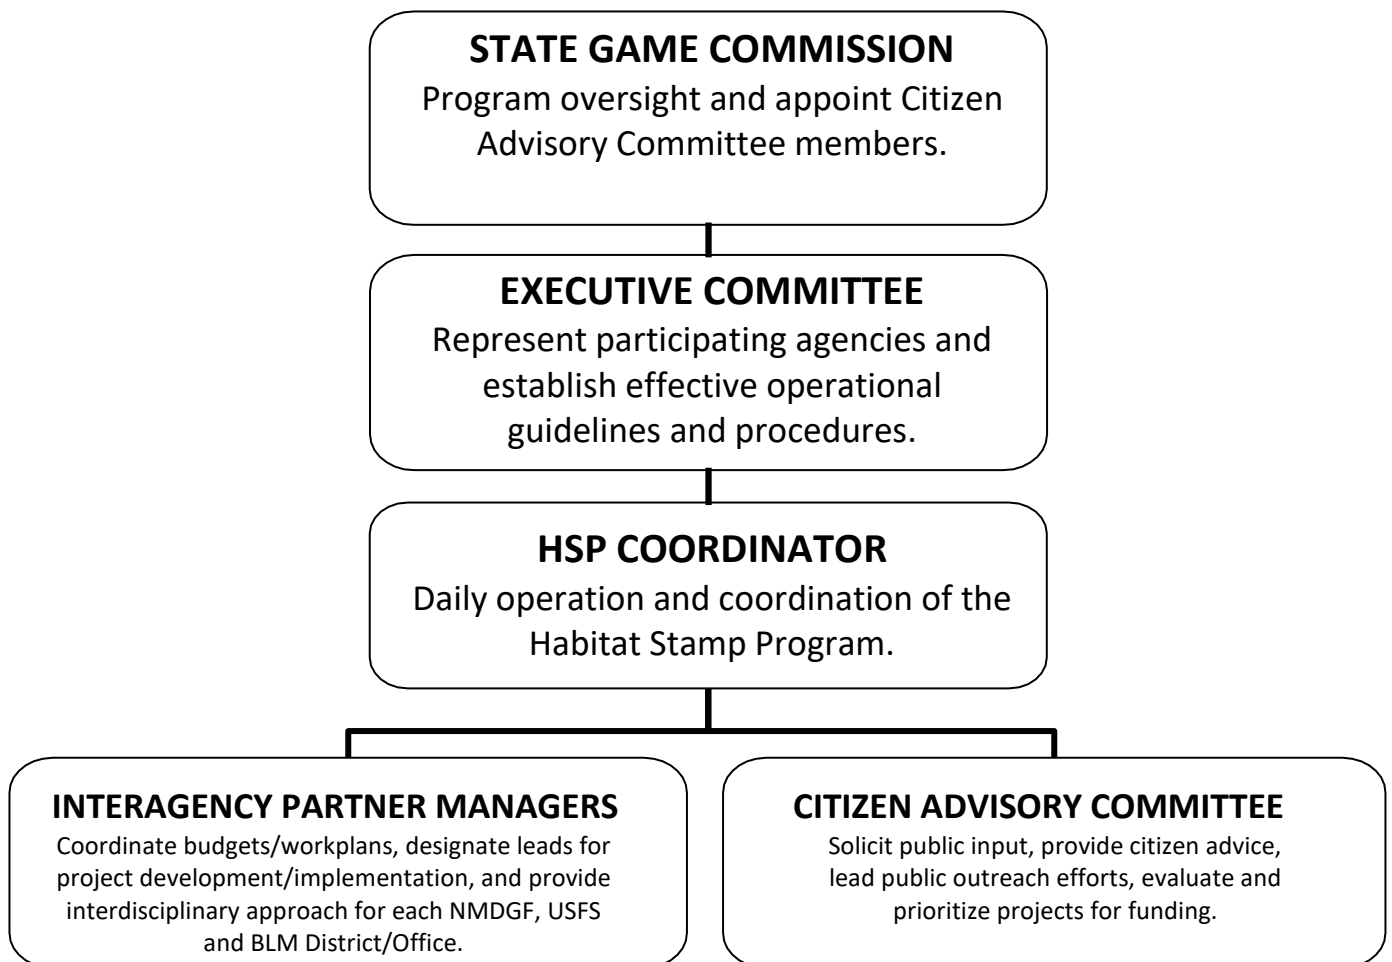 STATE GAME COMMISSION
Program oversight and appoint Citizen
Advisory Committee members.
EXECUTIVE COMMITTEE
Represent participating agencies and
establish effective operational
guidelines and procedures.
HSP COORDINATOR
Daily operation and coordination of the
Habitat Stamp Program.
INTERAGENCY PARTNER MANAGERS
Coordinate budgets/workplans, designate leads for
project development/implementation, and provide
interdisciplinary approach for each NMDGF, USFS
and BLM District/Office.
CITIZEN ADVISORY COMMITTEE
Solicit public input, provide citizen advice,
lead public outreach efforts, evaluate and
prioritize projects for funding.